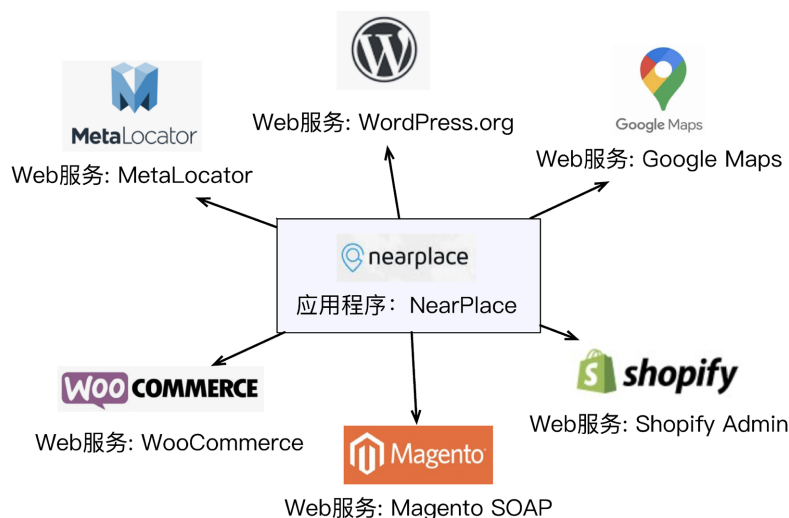 MetaLocator
Web服务: MetaLocator
Web服务: WordPress.org
Google Maps
Web服务: Google Maps
nearplace
应用程序：NearPlace
WOO COMMERCE
Web服务: WooCommerce
Magento
Web服务: Magento SOAP
shopify
Web服务: Shopify Admin